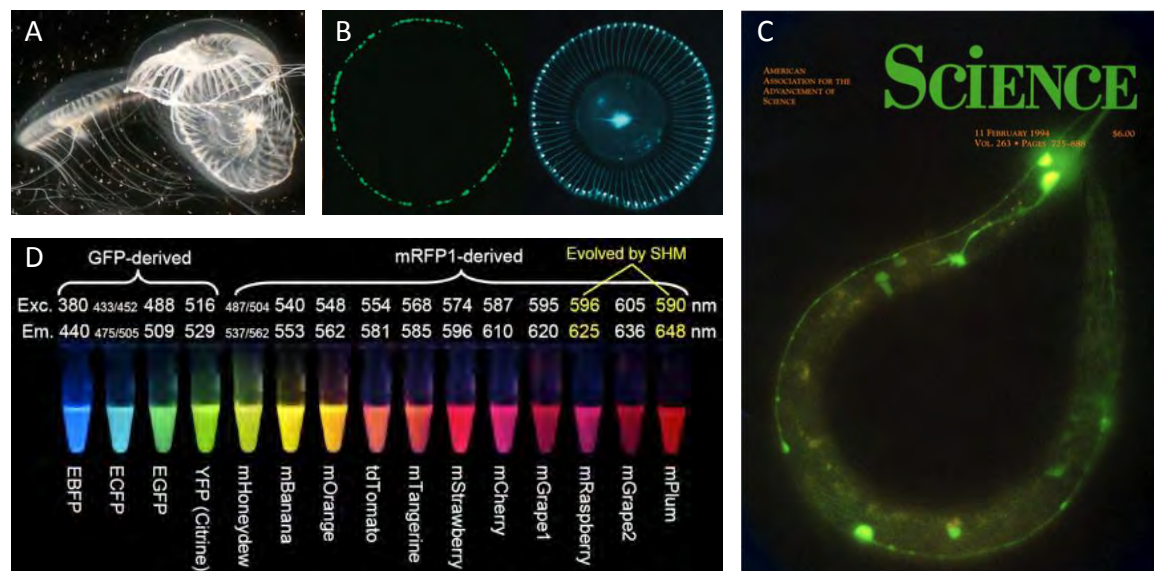 A
B
C
AMERICAN
ASSOCIATION FOR THE
ADVANCEMENT OF
SCIENCE
SCiENCE
11 FEBRUARY 1994
$6.00
VOL. 263 • PAGES
D
GFP-derived
mRFP1-derived
Evolved by SHM
Exc. 380 433/452 488 516 487/504 540 548 554 568 574 587 595 596 605 590 nm
Em. 440 475/505 509 529 537/562 553 562 581 585 596 610 620 625 636 648 nm
EBFP
ECFP
EGFP
YFP (Citrine)
mHoneydew
mBanana
mOrange
tdTomato
mTangerine
mStrawberry
mCherry
mGrape1
mRaspberry
mGrape2
mPlum